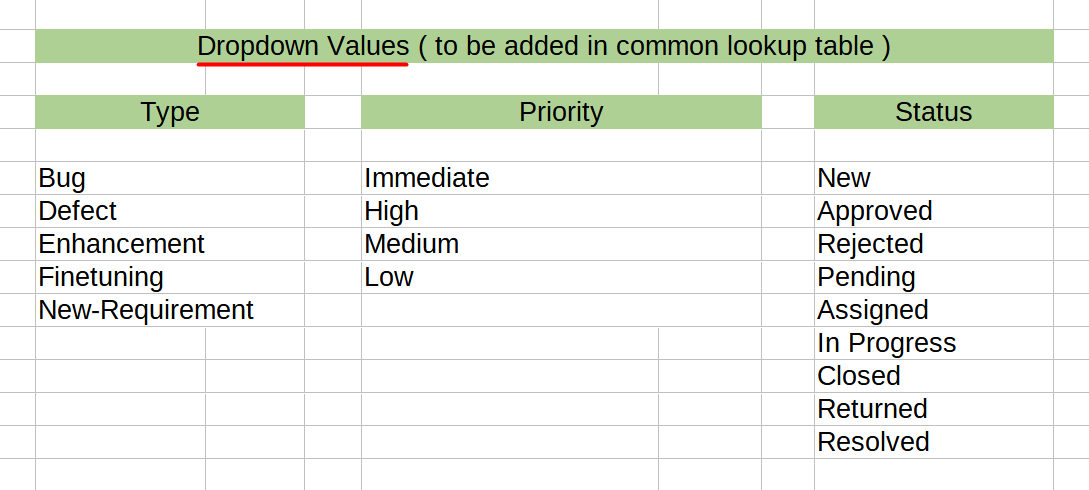 Dropdown Values ( to be added in common lookup table )
Type Priority Status
Bug Immediate New
Defect High Approved
Enhancement Medium Rejected
Finetuning Low Pending
New-Requirement Assigned
In Progress
Closed
Returned
Resolved